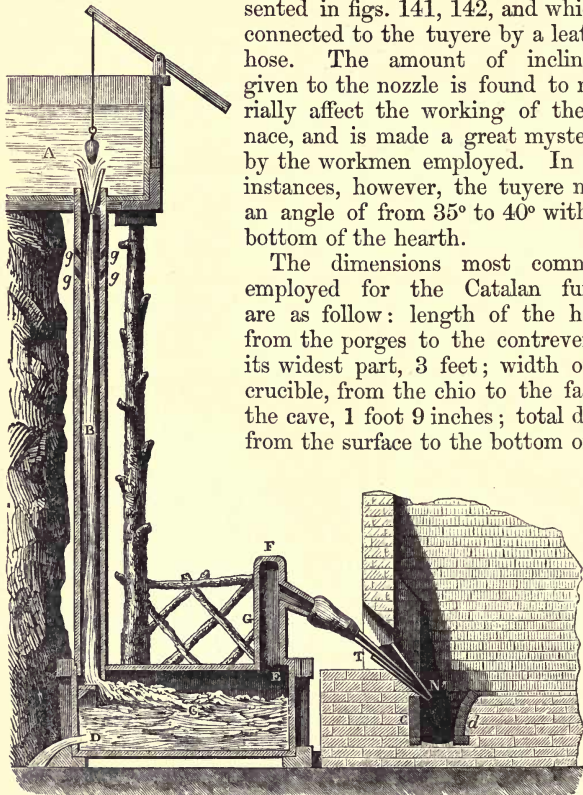 sented in figs. 141, 142, and whi
connected to the tuyere by a leat
hose. The amount of inclin
given to the nozzle is found to
rially affect the working of the
nace, and is made a great myste
by the workmen employed. In
instances, however, the tuyere
an angle of from 35° to 40° with
bottom of the hearth.
The dimensions most comm
employed for the Catalan fu
are as follow: length of the h
from the porges to the contreve
its widest part, 3 feet; width o
crucible, from the chio to the fa
the cave, 1 foot 9 inches; total d
from the surface to the bottom o
A
g g
g g
B
F
G
T
E
N
C
c d
D